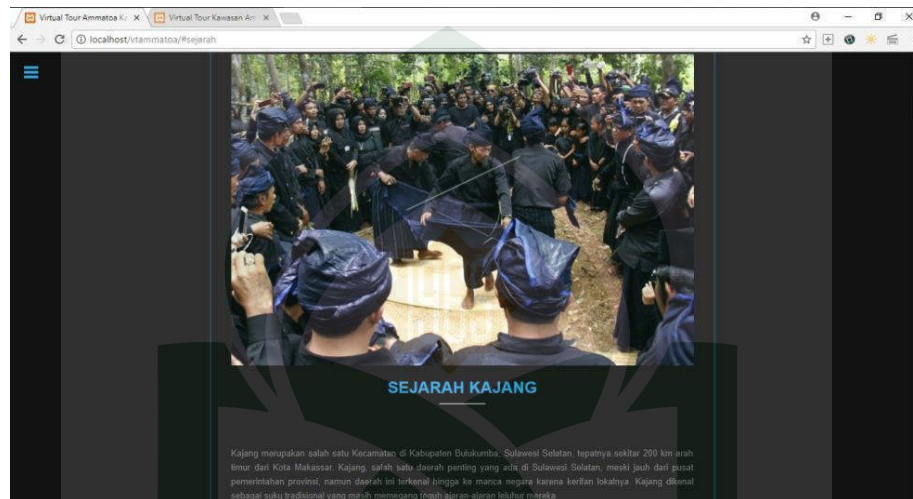 Virtual Tour Ammatoa Ka
Virtual Tour Kawasan Am
localhost/vtammatoa/#sejarah
SEJARAH KAJANG
Kajang merupakan salah satu Kecamatan di Kabupaten Bulukumba, Sulawesi Selatan, tepatnya sekitar 200 km arah
timur dari Kota Makassar. Kajang, salah satu daerah penting yang ada di Sulawesi Selatan, meski jauh dari pusat
pemerintahan provinsi, namun daerah ini terkenal hingga ke manca negara karena kerifan lokalnya. Kajang dikenal
sebagai suku tradisional yang masih memegang teguh ajaran-ajaran leluhur mereka.